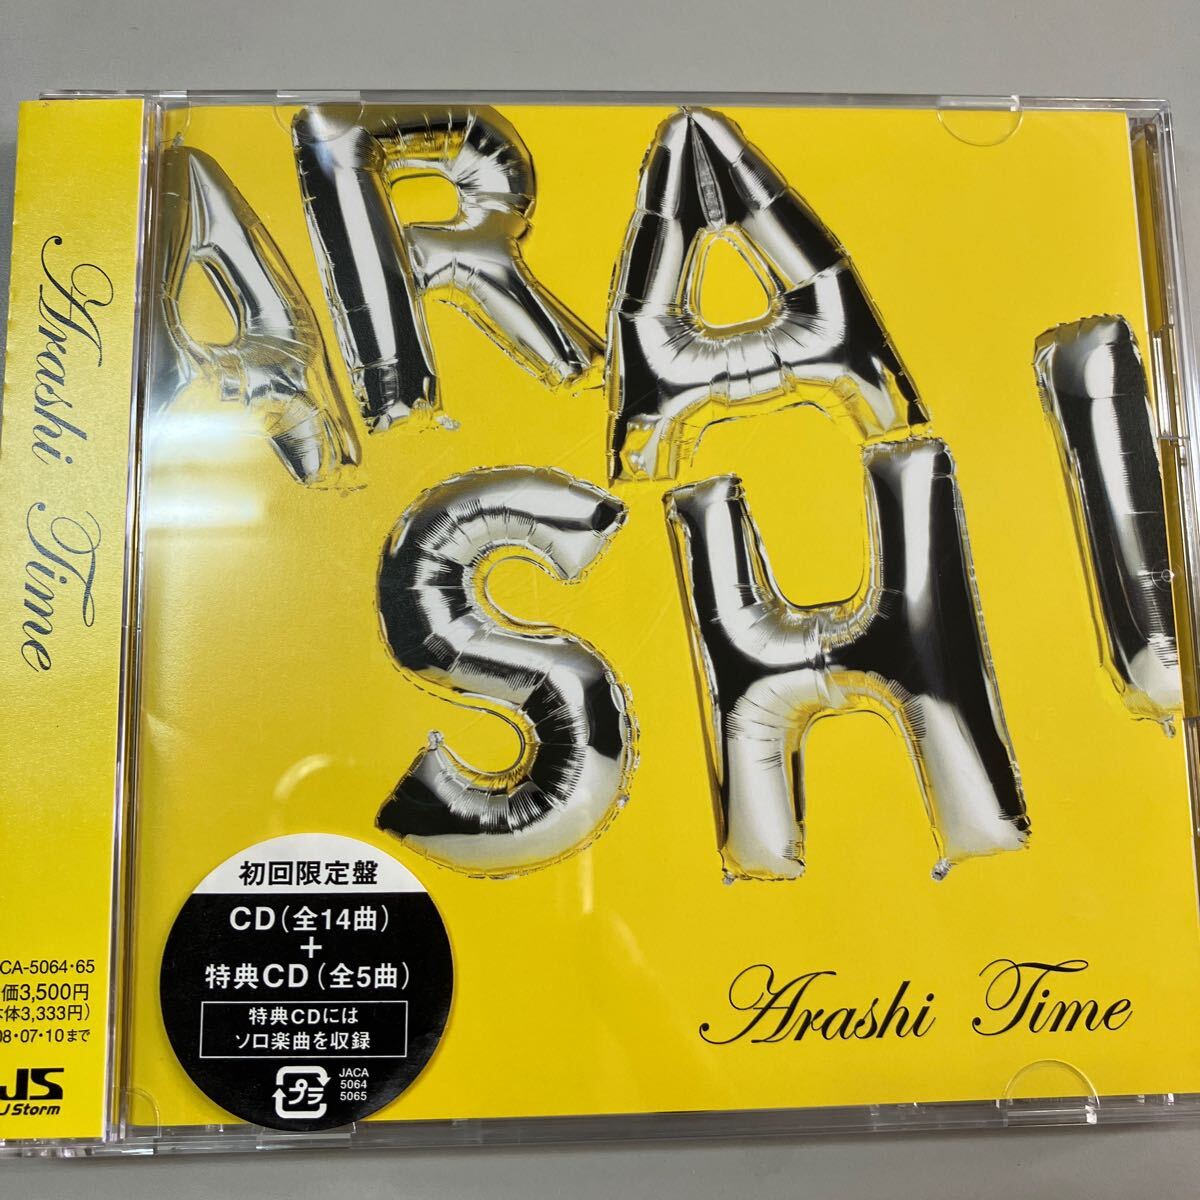 Arashi Time
CA-5064・65
価3,500円
体3,333円)
08・07・10まで
JS
J Storm
ARA
SHI
初回限定盤
CD(全14曲)
+
特典CD(全5曲)
特典CDには
ソロ楽曲を収録
プラ
JACA
5064
5065
Arashi Time